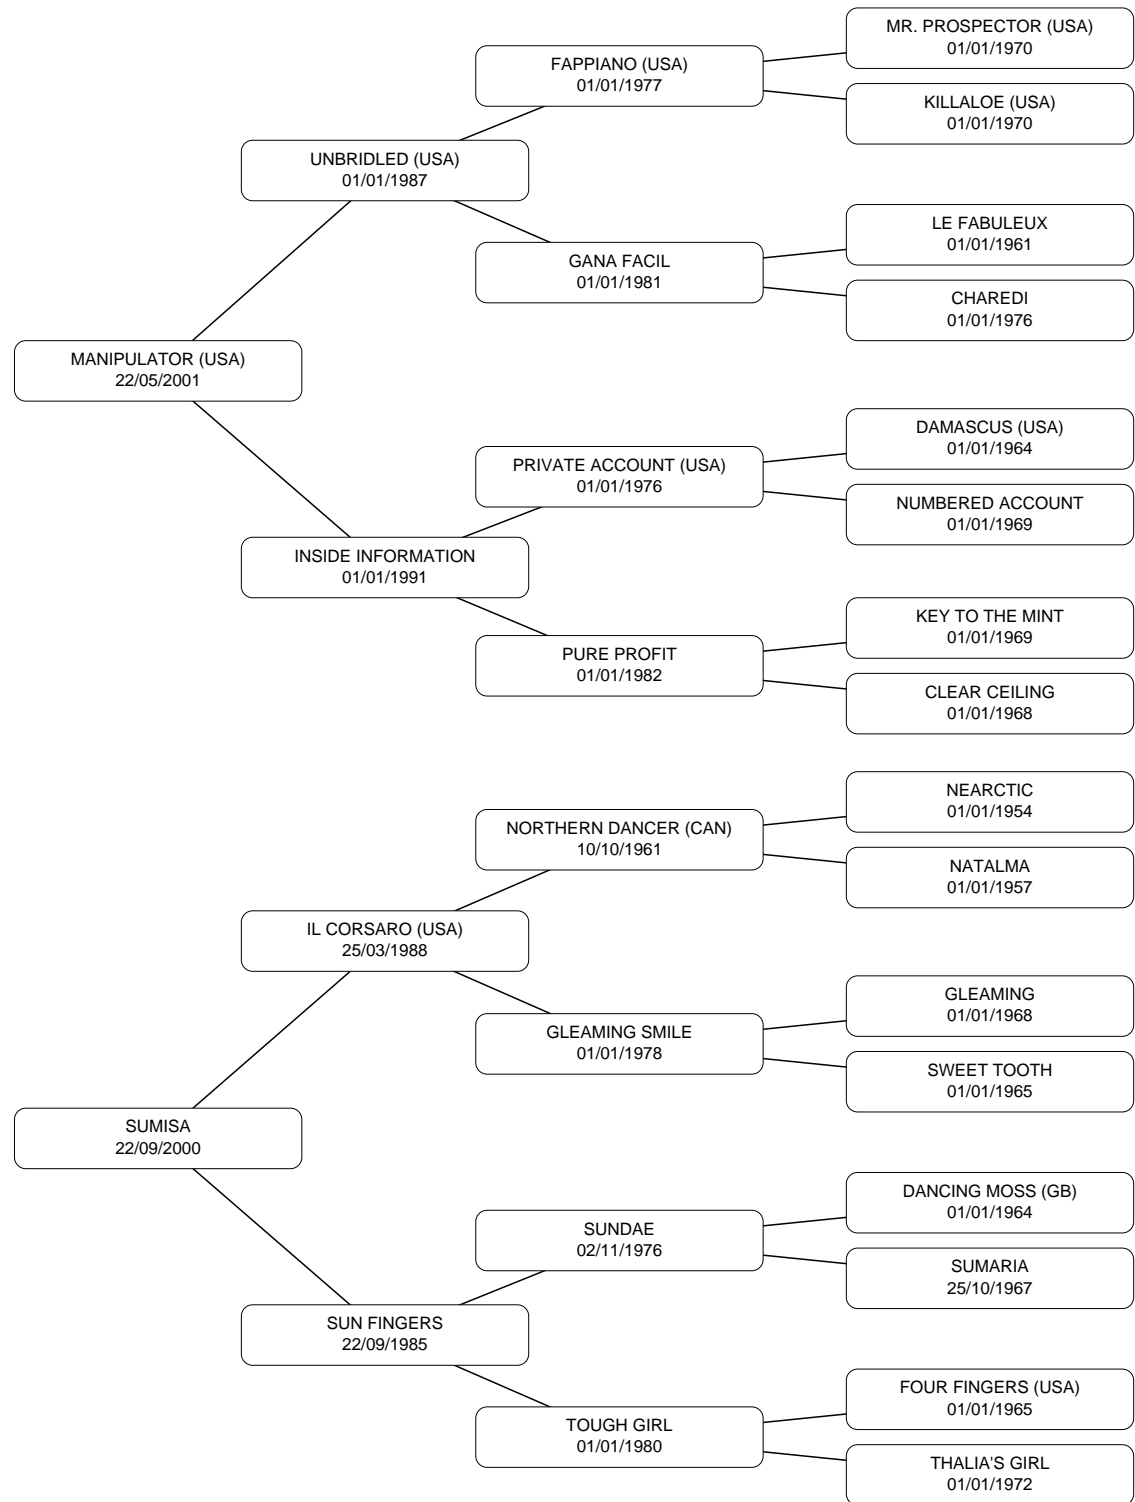 MR. PROSPECTOR (USA)
01/01/1970
FAPPIANO (USA)
01/01/1977
KILLALOE (USA)
01/01/1970
UNBRIDLED (USA)
01/01/1987
LE FABULEUX
01/01/1961
GANA FACIL
01/01/1981
CHAREDI
01/01/1976
MANIPULATOR (USA)
22/05/2001
DAMASCUS (USA)
01/01/1964
PRIVATE ACCOUNT (USA)
01/01/1976
NUMBERED ACCOUNT
01/01/1969
INSIDE INFORMATION
01/01/1991
KEY TO THE MINT
01/01/1969
PURE PROFIT
01/01/1982
CLEAR CEILING
01/01/1968
NEARCTIC
01/01/1954
NORTHERN DANCER (CAN)
10/10/1961
NATALMA
01/01/1957
IL CORSARO (USA)
25/03/1988
GLEAMING
01/01/1968
GLEAMING SMILE
01/01/1978
SWEET TOOTH
01/01/1965
SUMISA
22/09/2000
DANCING MOSS (GB)
01/01/1964
SUNDAE
02/11/1976
SUMARIA
25/10/1967
SUN FINGERS
22/09/1985
FOUR FINGERS (USA)
01/01/1965
TOUGH GIRL
01/01/1980
THALIA'S GIRL
01/01/1972